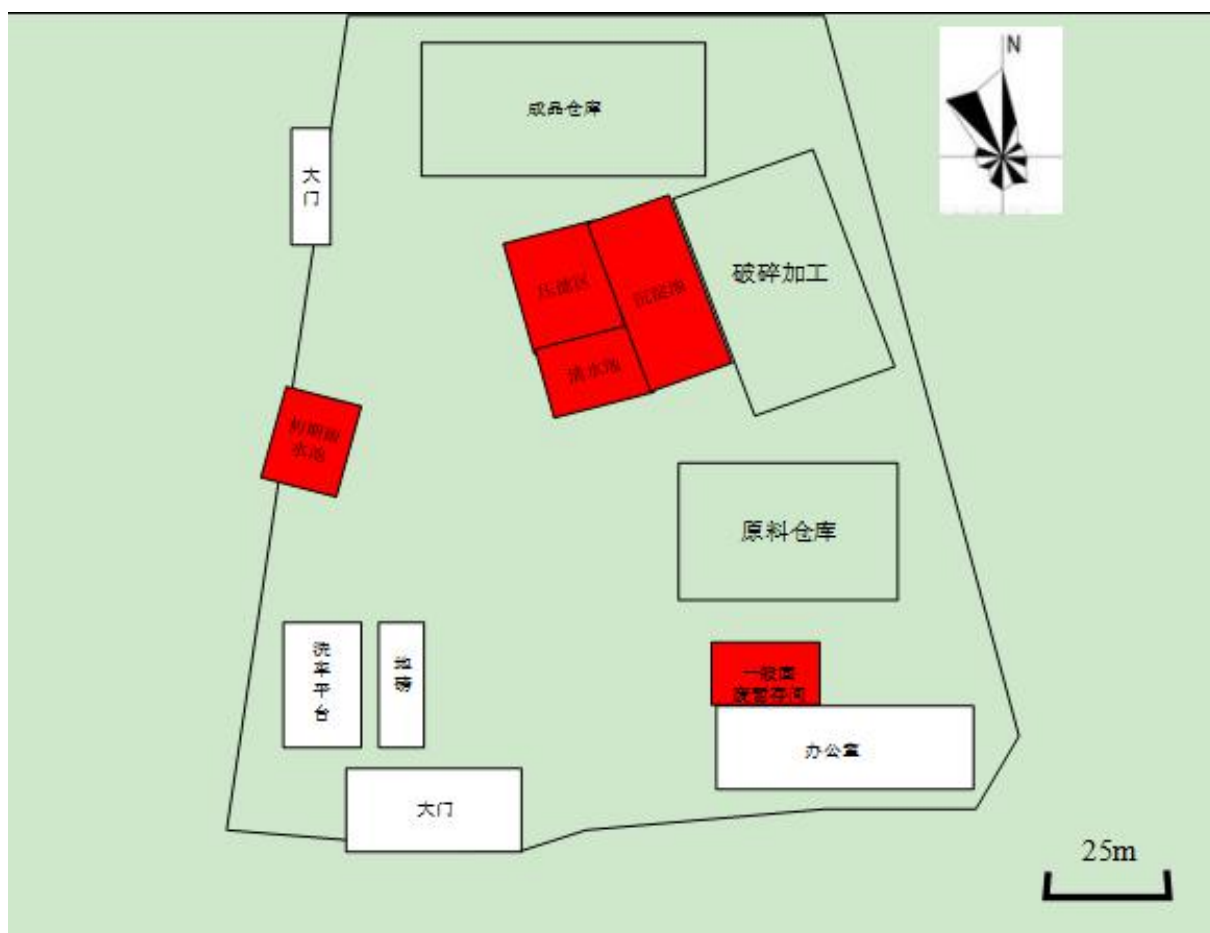 N
成品仓库
大门
破碎加工
压滤区
沉淀池
清水池
初期雨
水池
原料仓库
洗车平台
地磅
一般固
废暂存间
办公室
大门
25m